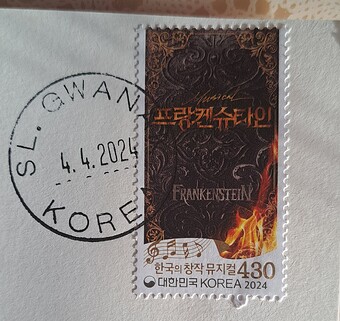 SL. GWAN
4.4.2024
KORE
Musical
프랑켄슈타인
FRANKENSTEIN
한국의 창작 뮤지컬 430
대한민국 KOREA 2024